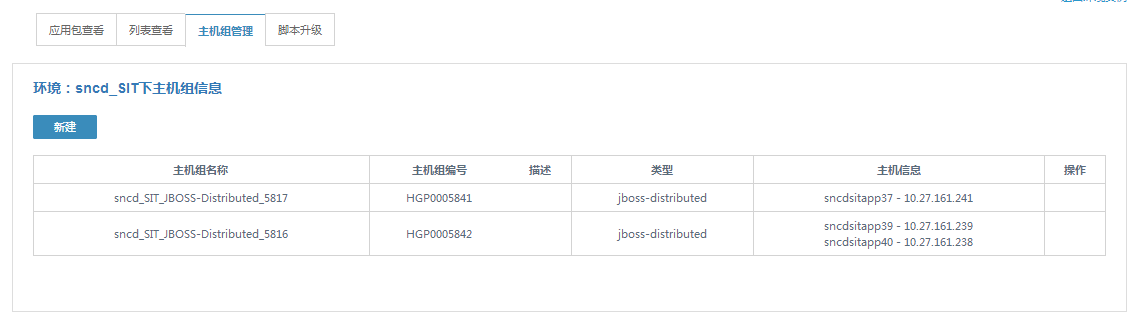 应用包查看 列表查看 主机组管理 脚本升级
环境：sncd_SIT下主机组信息
新建
主机组名称 主机组编号 描述 类型 主机信息 操作
sncd_SIT_JBOSS-Distributed_5817 HGP0005841 jboss-distributed sncdsitapp37 - 10.27.161.241
sncd_SIT_JBOSS-Distributed_5816 HGP0005842 jboss-distributed sncdsitapp39 - 10.27.161.239
sncdsitapp40 - 10.27.161.238